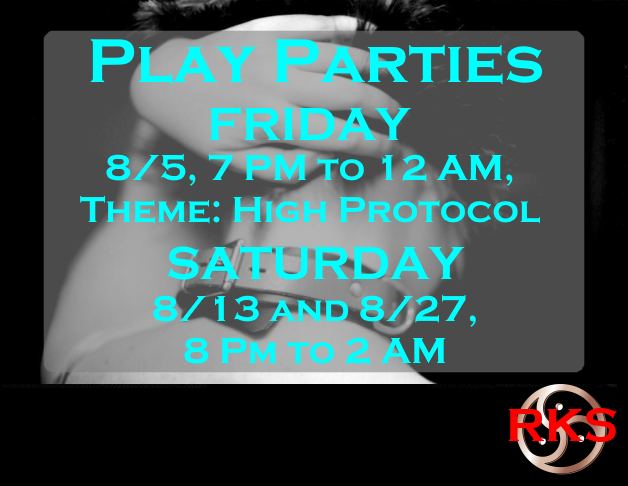 Play Parties
FRIDAY
8/5, 7 PM to 12 AM,
Theme: High Protocol
SATURDAY
8/13 and 8/27,
8 Pm to 2 AM
RKS